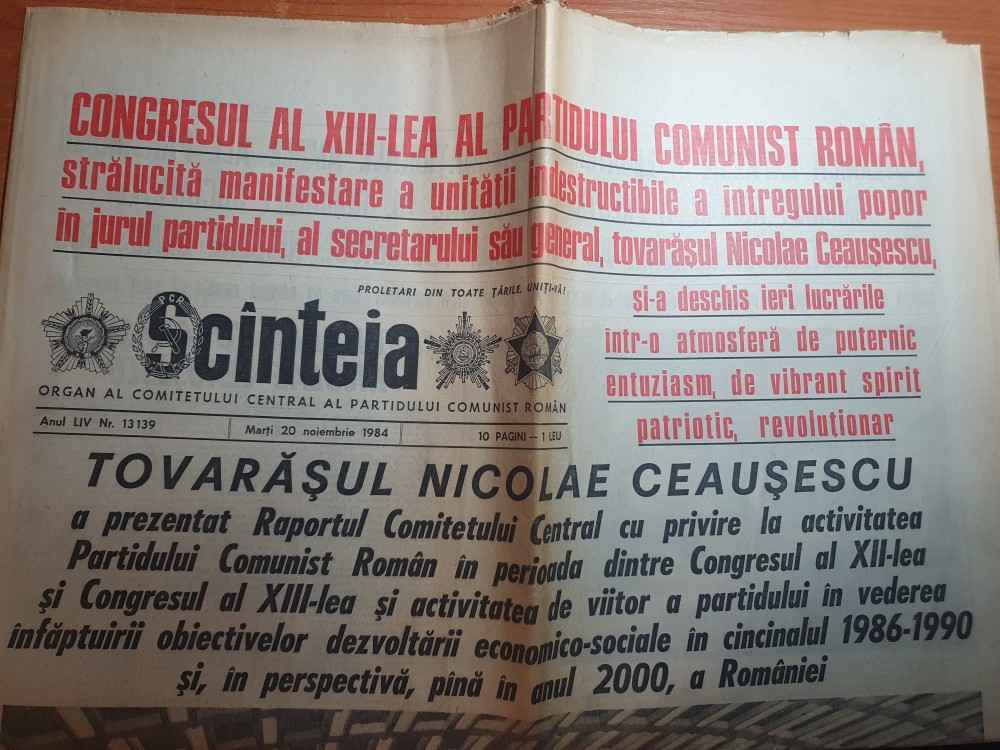 CONGRESUL AL XIII-LEA AL PARTIDULUI COMUNIST ROMÂN,
strălucită manifestare a unității indestructibile a întregului popor
în jurul partidului, al secretarului său general, tovarășul Nicolae Ceaușescu,
și-a deschis ieri lucrările
într-o atmosferă de puternic
entuziasm, de vibrant spirit
patriotic, revoluționar
PROLETARI DIN TOATE ȚĂRILE, UNIȚI-VĂ!
PCR
Scînteia
ORGAN AL COMITETULUI CENTRAL AL PARTIDULUI COMUNIST ROMÂN
Anul LIV Nr. 13139 Marți 20 noiembrie 1984 10 PAGINI — 1 LEU
TOVARĂȘUL NICOLAE CEAUȘESCU
a prezentat Raportul Comitetului Central cu privire la activitatea
Partidului Comunist Român în perioada dintre Congresul al XII-lea
și Congresul al XIII-lea și activitatea de viitor a partidului în vederea
înfăptuirii obiectivelor dezvoltării economico-sociale în cincinalul 1986-1990
și, în perspectivă, pînă în anul 2000, a României